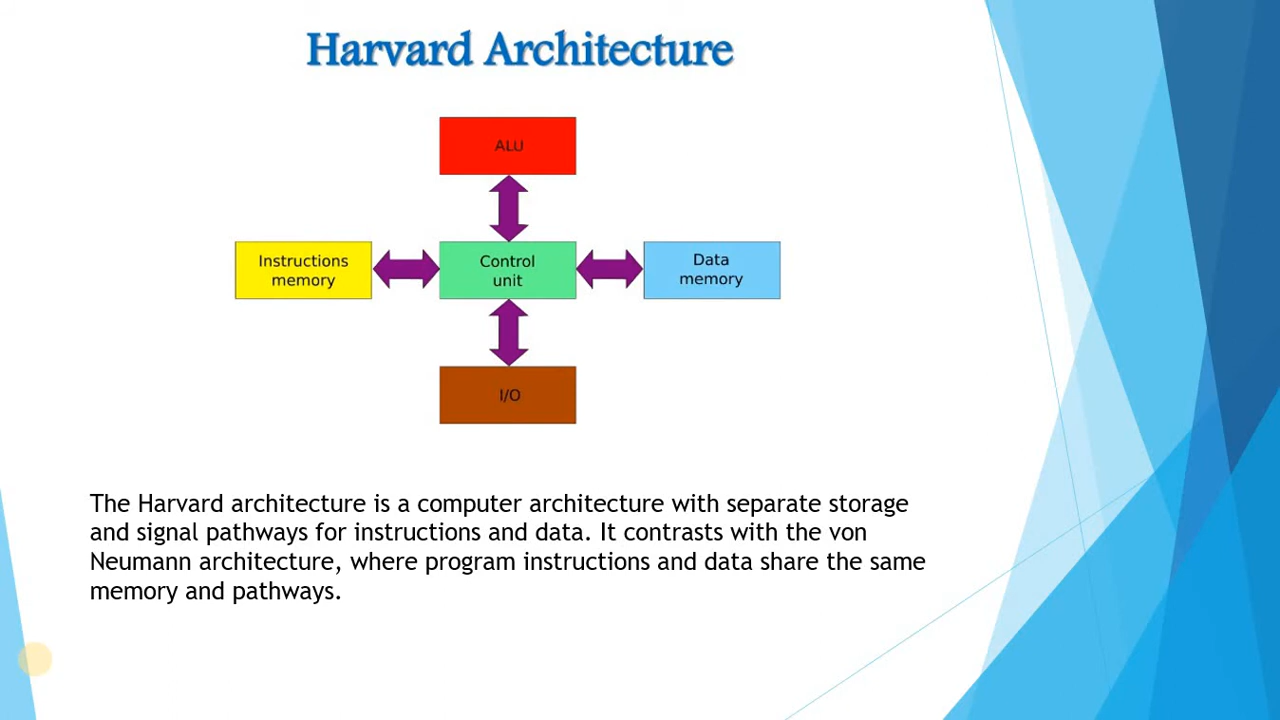 Harvard Architecture
ALU
Instructions
memory
Control
unit
Data
memory
I/O
The Harvard architecture is a computer architecture with separate storage
and signal pathways for instructions and data. It contrasts with the von
Neumann architecture, where program instructions and data share the same
memory and pathways.